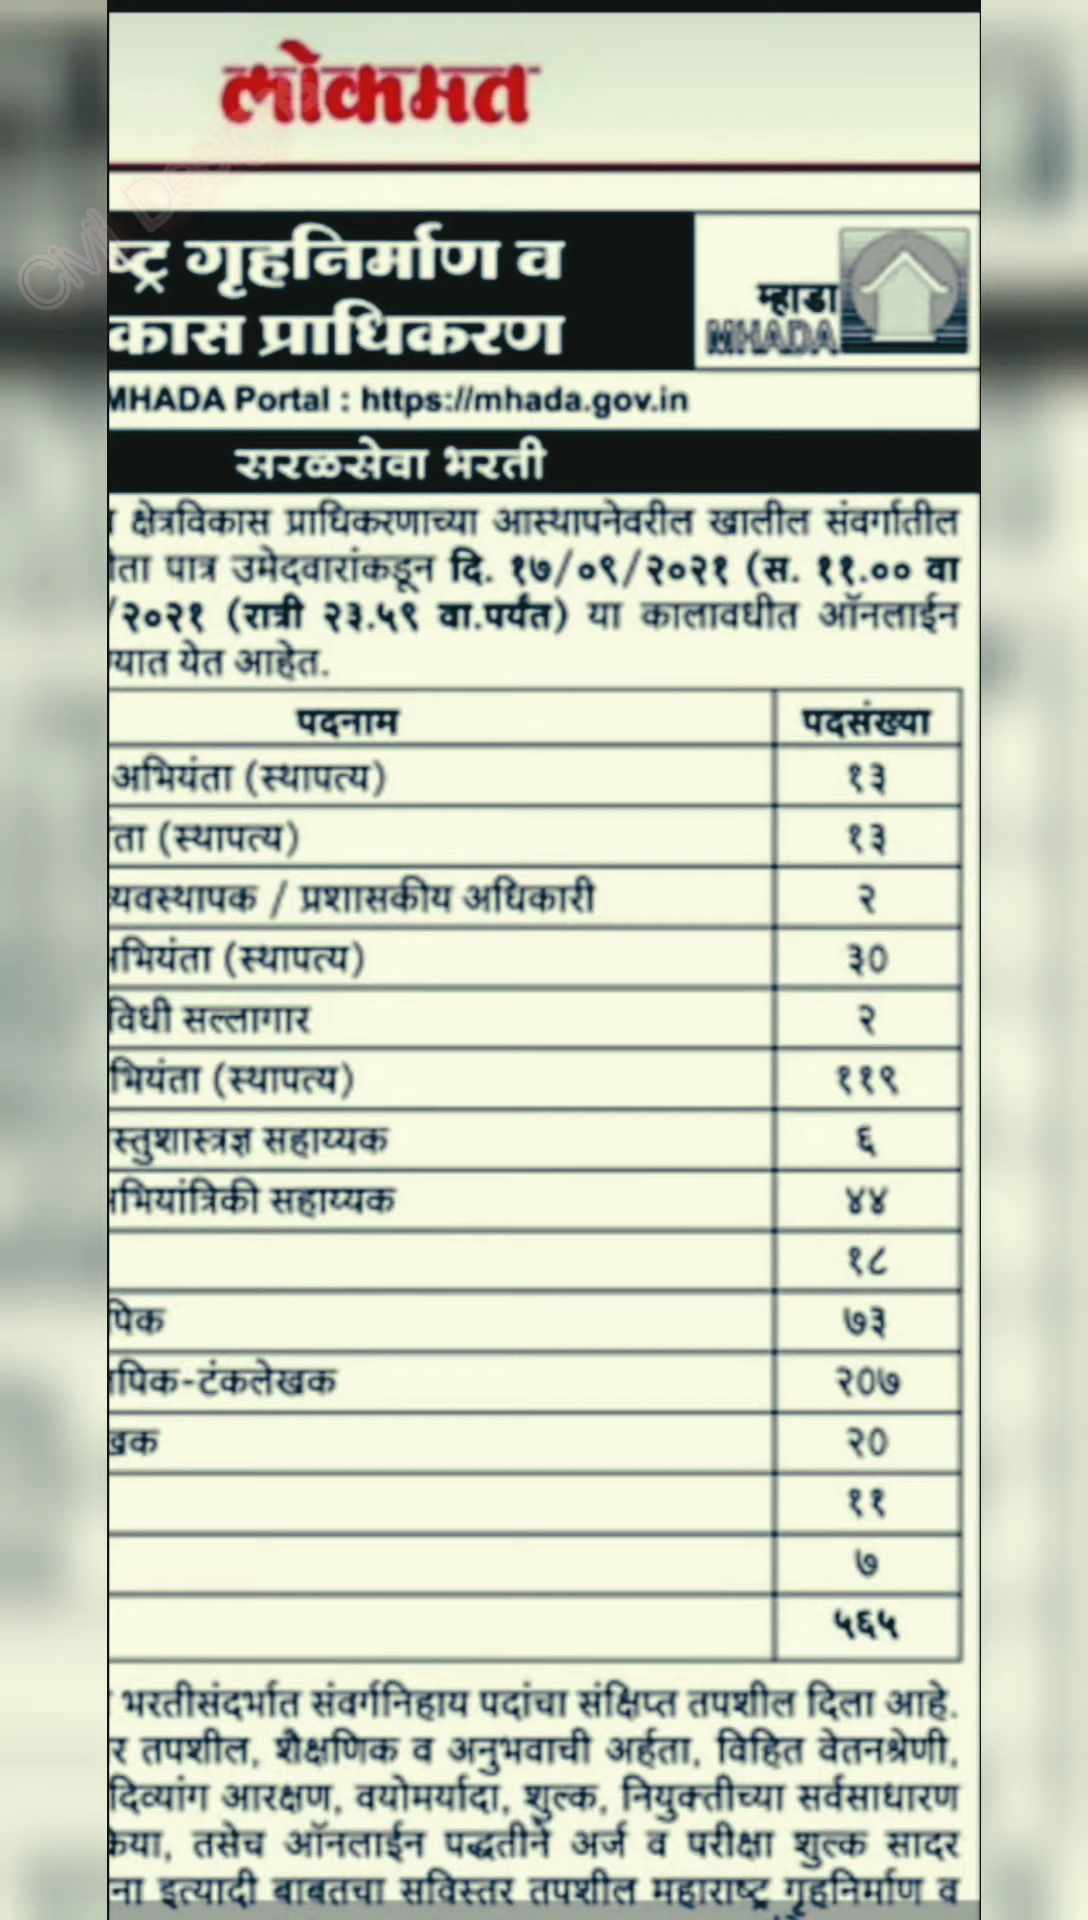 लोकमत
Civil
गृहनिर्माण व
प्राधिकरण
म्हाडा
MHADA
MHADA Portal : https://mhada.gov.in
सरळसेवा भरती
क्षेत्रविकास प्राधिकरणाच्या आस्थापनेवरील खालील संवर्गातील
पात्र उमेदवारांकडून दि. १७/०९/२०२१ (स. ११.०० वा
/२०२१ (रात्री २३.५९ वा.पर्यंत) या कालावधीत ऑनलाईन
येत आहेत.
पदनाम पदसंख्या
अभियंता (स्थापत्य) १३
(स्थापत्य) १३
/ प्रशासकीय अधिकारी २
(स्थापत्य) ३०
विधी सल्लागार २
(स्थापत्य) ११९
सहाय्यक ६
सहाय्यक ४४
१८
७३
-टंकलेखक २०७
२०
११
७
५६५
भरतीसंदर्भात संवर्गनिहाय पदांचा संक्षिप्त तपशील दिला आहे.
तपशील, शैक्षणिक व अनुभवाची अर्हता, विहित वेतनश्रेणी,
दिव्यांग आरक्षण, वयोमर्यादा, शुल्क, नियुक्तीच्या सर्वसाधारण
तसेच ऑनलाईन पद्धतीने अर्ज व परीक्षा शुल्क सादर
इत्यादी बाबतचा सविस्तर तपशील महाराष्ट्र गृहनिर्माण व